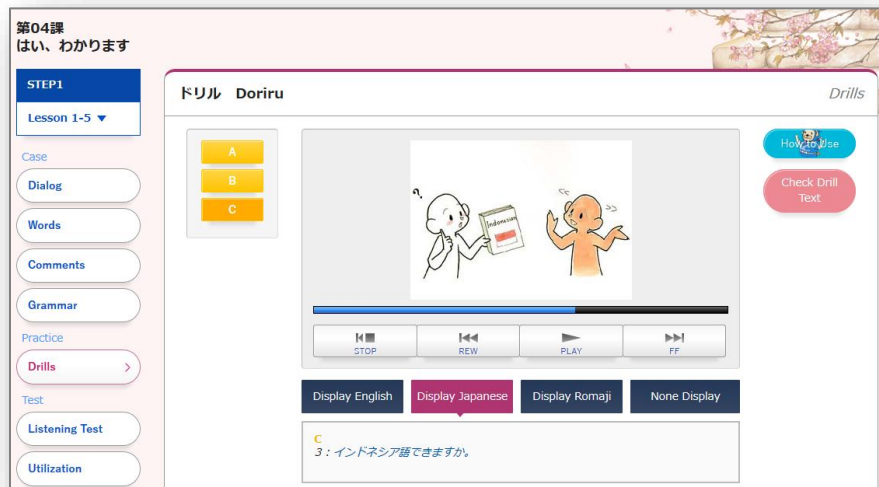 第04課
はい、わかります
STEP1
Lesson 1-5 ▼
Case
Dialog
Words
Comments
Grammar
Practice
Drills >
Test
Listening Test
Utilization
ドリル Doriru
Drills
A
B
C
?
Indonesian
STOP
REW
PLAY
FF
How to Use
Check Drill
Text
Display English
Display Japanese
Display Romaji
None Display
C
3：インドネシア語できますか。